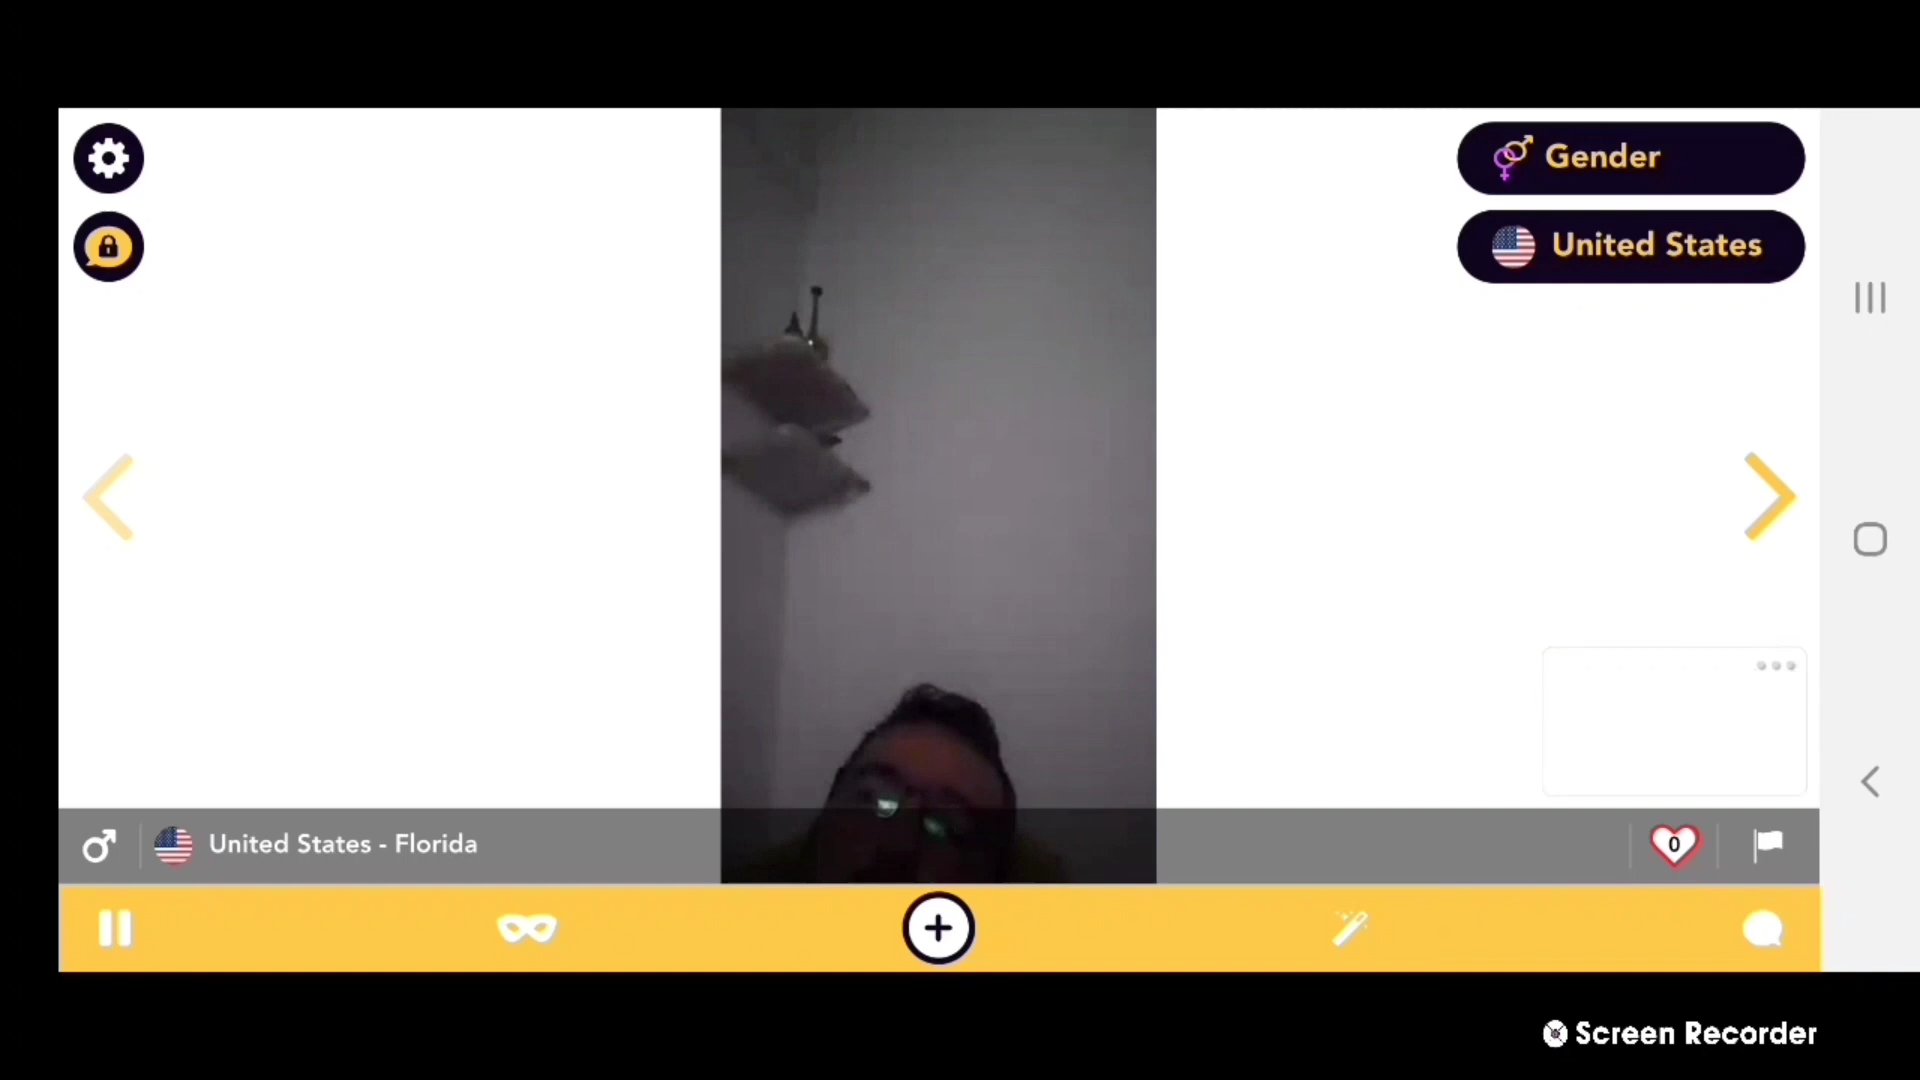 Gender
United States
United States - Florida
0
Screen Recorder